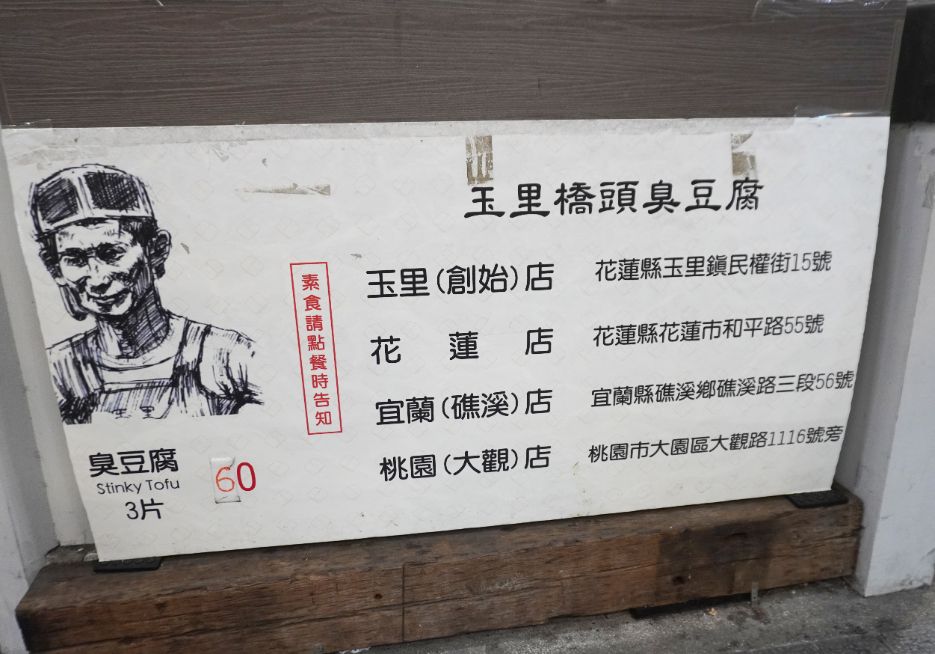 玉里橋頭臭豆腐
素食請點餐時告知
玉里(創始)店 花蓮縣玉里鎮民權街15號
花蓮店 花蓮縣花蓮市和平路55號
宜蘭(礁溪)店 宜蘭縣礁溪鄉礁溪路三段56號
桃園(大觀)店 桃園市大園區大觀路1116號旁
玉里
臭豆腐 60
Stinky Tofu
3片